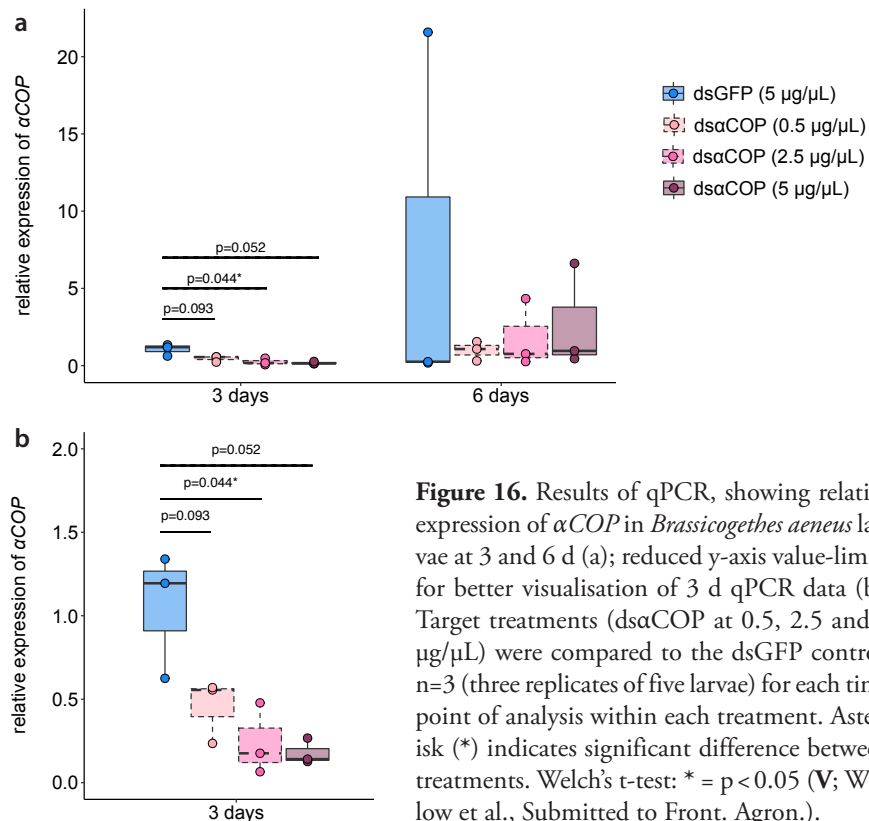 a
relative expression of αCOP
20
15
10
5
0
p=0.052
p=0.044*
p=0.093
3 days
6 days
dsGFP (5 µg/µL)
dsαCOP (0.5 µg/µL)
dsαCOP (2.5 µg/µL)
dsαCOP (5 µg/µL)
b
relative expression of αCOP
2.0
1.5
1.0
0.5
0.0
p=0.052
p=0.044*
p=0.093
3 days
Figure 16. Results of qPCR, showing relati
expression of αCOP in Brassicogethes aeneus la
vae at 3 and 6 d (a); reduced y-axis value-lim
for better visualisation of 3 d qPCR data (b
Target treatments (dsαCOP at 0.5, 2.5 and
µg/µL) were compared to the dsGFP contr
n=3 (three replicates of five larvae) for each tin
point of analysis within each treatment. Aste
isk (*) indicates significant difference betwe
treatments. Welch's t-test: * = p<0.05 (V; W
low et al., Submitted to Front. Agron.).